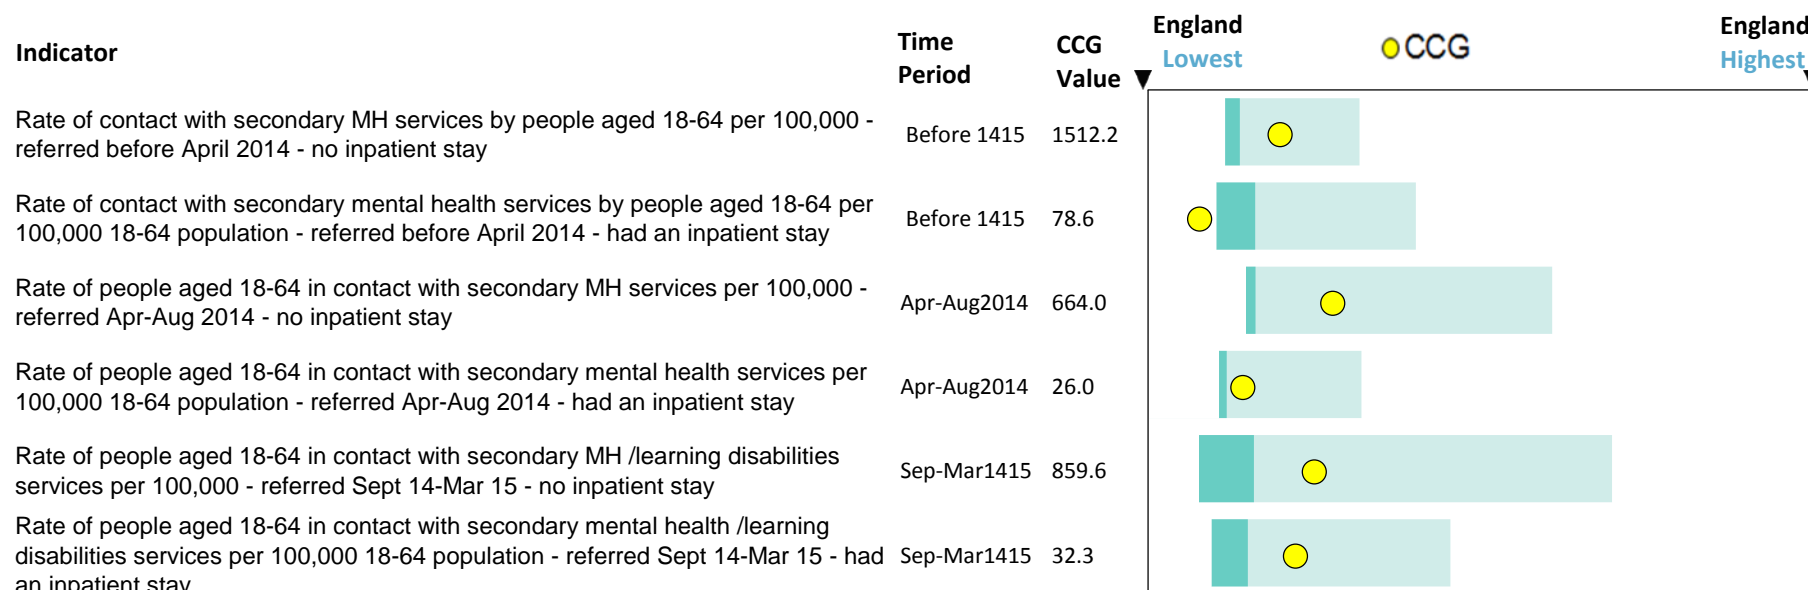 Indicator
Time
Period
CCG
Value
England
Lowest
CCG
England
Highest
Rate of contact with secondary MH services by people aged 18-64 per 100,000 -
referred before April 2014 - no inpatient stay
Before 1415
1512.2
Rate of contact with secondary mental health services by people aged 18-64 per
100,000 18-64 population - referred before April 2014 - had an inpatient stay
Before 1415
78.6
Rate of people aged 18-64 in contact with secondary MH services per 100,000 -
referred Apr-Aug 2014 - no inpatient stay
Apr-Aug2014
664.0
Rate of people aged 18-64 in contact with secondary mental health services per
100,000 18-64 population - referred Apr-Aug 2014 - had an inpatient stay
Apr-Aug2014
26.0
Rate of people aged 18-64 in contact with secondary MH /learning disabilities
services per 100,000 - referred Sept 14-Mar 15 - no inpatient stay
Sep-Mar1415
859.6
Rate of people aged 18-64 in contact with secondary mental health /learning
disabilities services per 100,000 18-64 population - referred Sept 14-Mar 15 - had
an inpatient stay
Sep-Mar1415
32.3